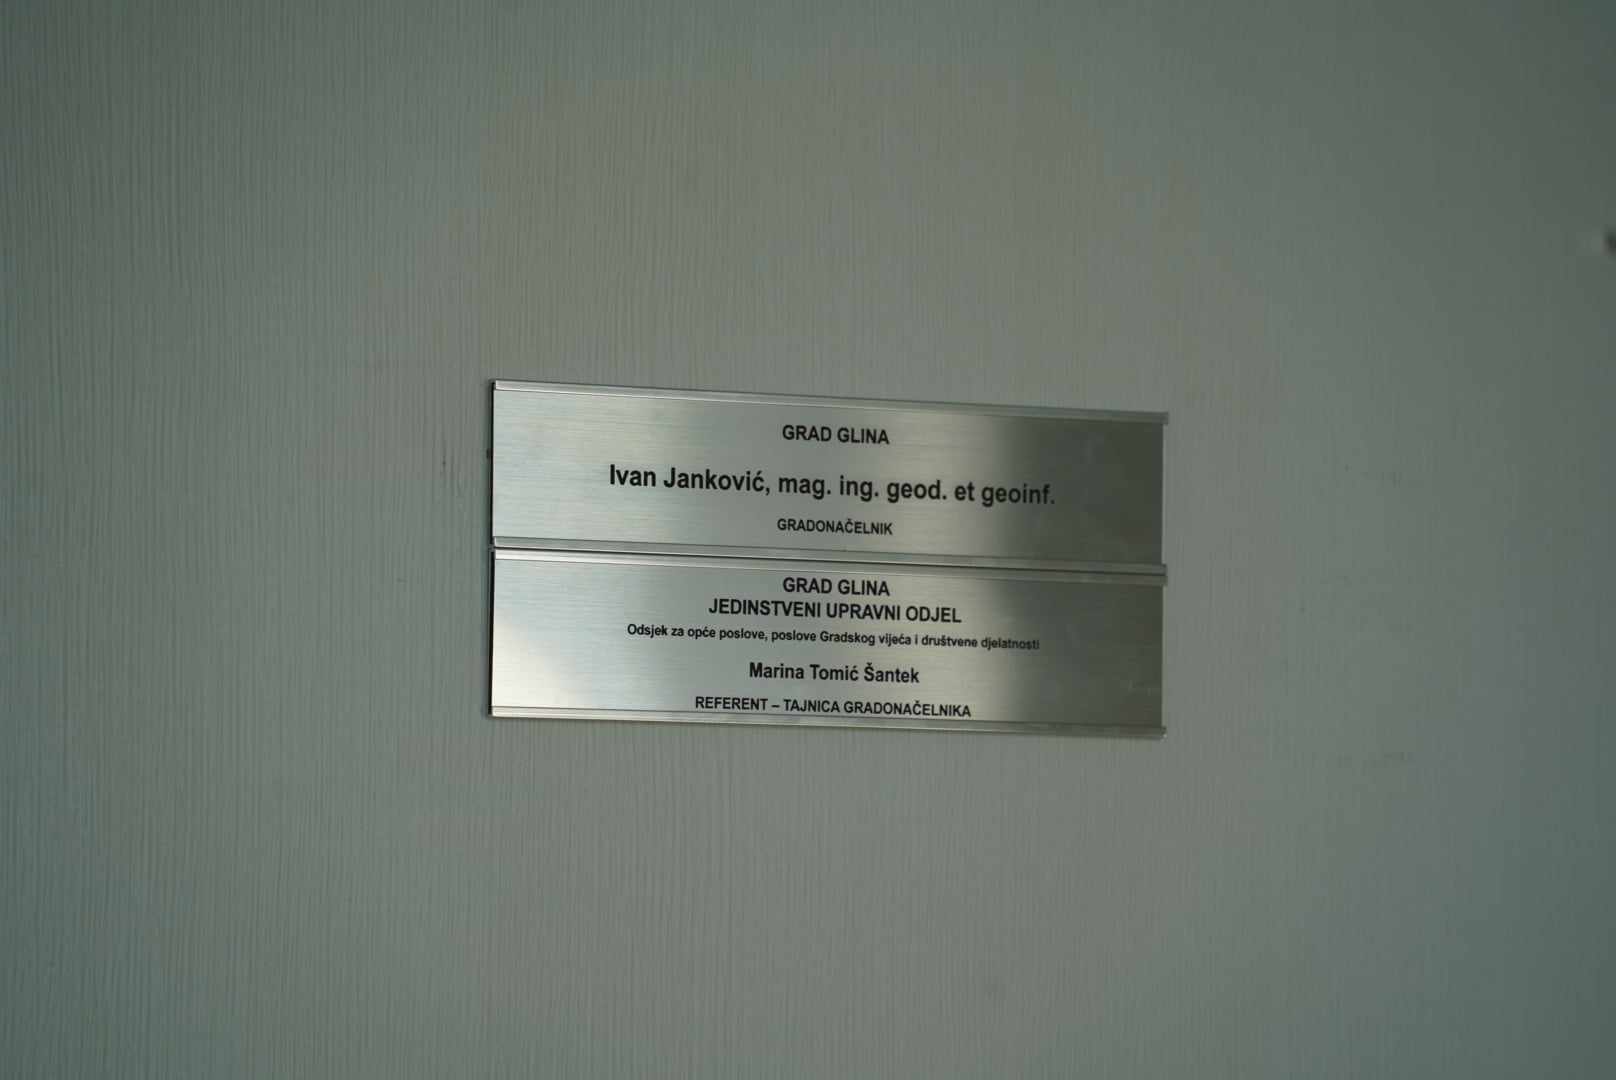 GRAD GLINA
Ivan Janković, mag. ing. geod. et geoinf.
GRADONAČELNIK
GRAD GLINA
JEDINSTVENI UPRAVNI ODJEL
Odsjek za opće poslove, poslove Gradskog vijeća i društvene djelatnosti
Marina Tomić Šantek
REFERENT – TAJNICA GRADONAČELNIKA